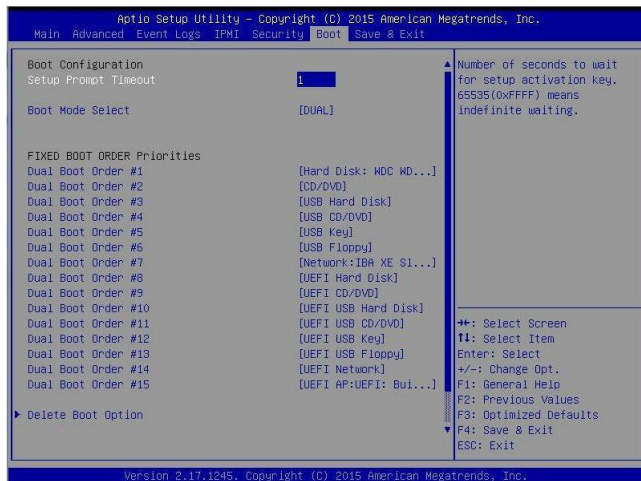 Aptio Setup Utility – Copyright (C) 2015 American Megatrends, Inc.
Main Advanced Event Logs IPMI Security Boot Save & Exit
Boot Configuration
Setup Prompt Timeout 1
Boot Mode Select [DUAL]
FIXED BOOT ORDER Priorities
Dual Boot Order #1 [Hard Disk: WDC WD...]
Dual Boot Order #2 [CD/DVD]
Dual Boot Order #3 [USB Hard Disk]
Dual Boot Order #4 [USB CD/DVD]
Dual Boot Order #5 [USB Key]
Dual Boot Order #6 [USB Floppy]
Dual Boot Order #7 [Network:IBA XE Sl...]
Dual Boot Order #8 [UEFI Hard Disk]
Dual Boot Order #9 [UEFI CD/DVD]
Dual Boot Order #10 [UEFI USB Hard Disk]
Dual Boot Order #11 [UEFI USB CD/DVD]
Dual Boot Order #12 [UEFI USB Key]
Dual Boot Order #13 [UEFI USB Floppy]
Dual Boot Order #14 [UEFI Network]
Dual Boot Order #15 [UEFI AP:UEFI: Bui...]
▶ Delete Boot Option
Number of seconds to wait
for setup activation key.
65535(0xFFFF) means
indefinite waiting.
→←: Select Screen
↑↓: Select Item
Enter: Select
+/-: Change Opt.
F1: General Help
F2: Previous Values
F3: Optimized Defaults
F4: Save & Exit
ESC: Exit
Version 2.17.1245. Copyright (C) 2015 American Megatrends, Inc.